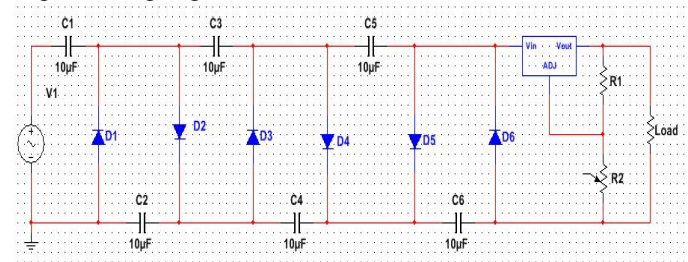 C1 C3 C5
10µF 10µF 10µF
Vin Vout
ADJ
V1
R1
D1 D2 D3 D4 D5 D6
Load
R2
C2 C4 C6
10µF 10µF 10µF